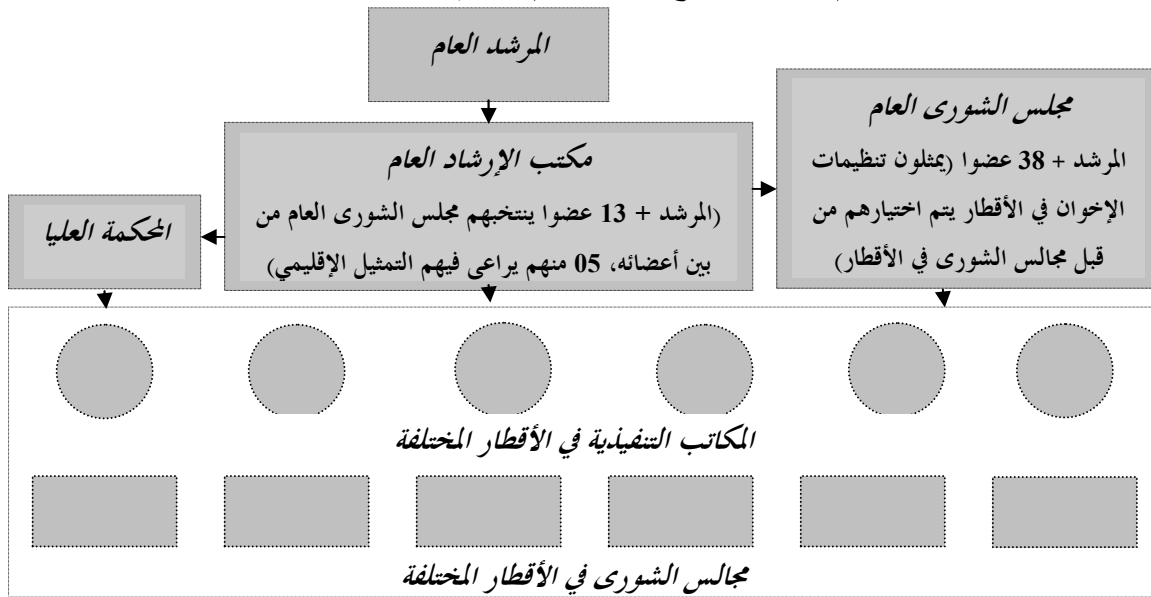 المرشد العام
مجلس الشورى العام
المرشد + 38 عضوا (يمثلون تنظيمات
الإخوان في الأقطار يتم اختيارهم من
قبل مجالس الشورى في الأقطار)
مكتب الإرشاد العام
(المرشد + 13 عضوا ينتخبهم مجلس الشورى العام من
بين أعضائه، 05 منهم يراعى فيهم التمثيل الإقليمي)
المحكمة العليا
المكاتب التنفيذية في الأقطار المختلفة
مجالس الشورى في الأقطار المختلفة